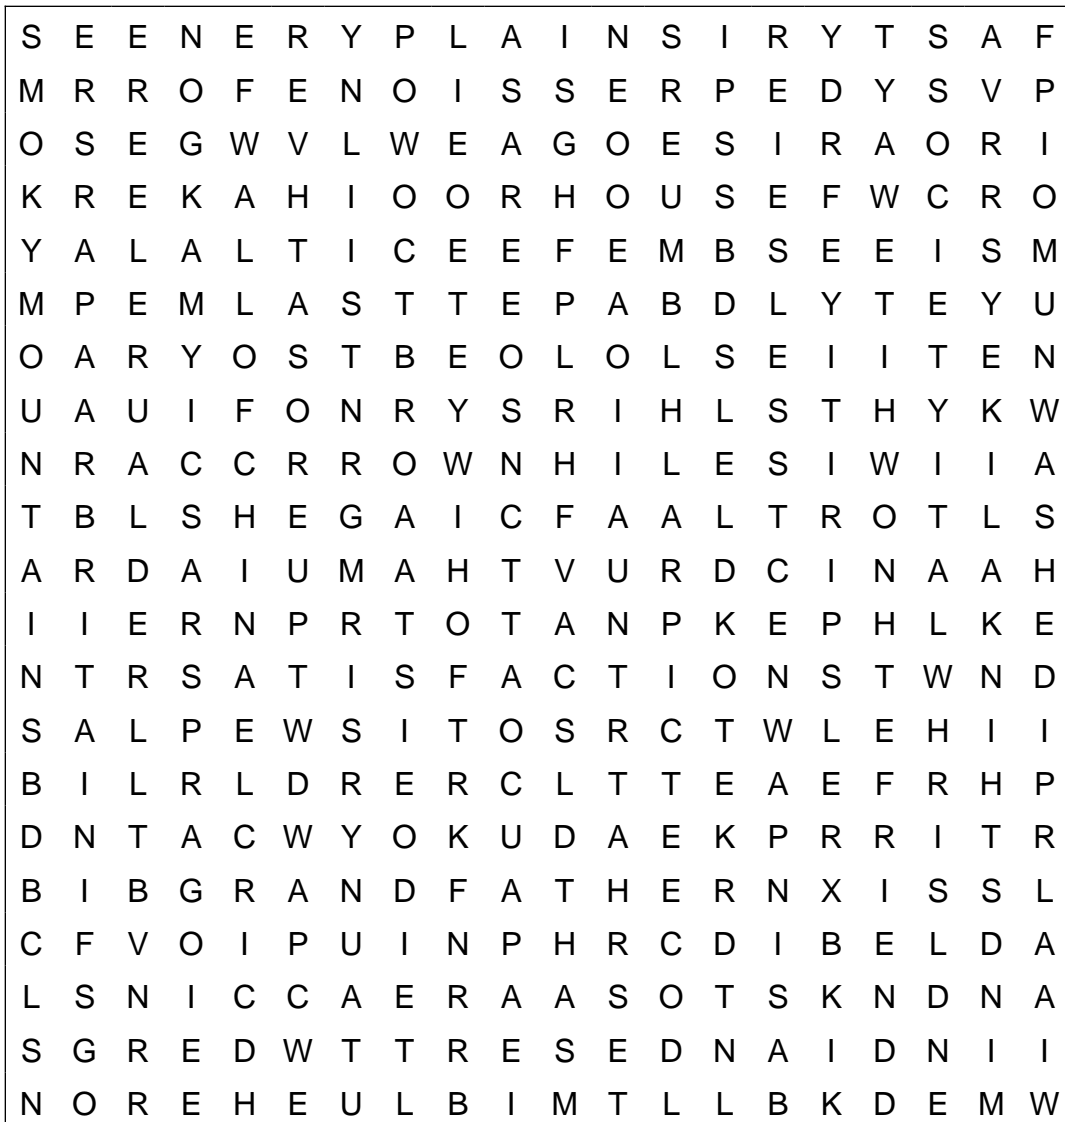 S E E N E R Y P L A I N S I R Y T S A F
M R R O F E N O I S S E R P E D Y S V P
O S E G W V L W E A G O E S I R A O R I
K R E K A H I O O R H O U S E F W C R O
Y A L A L T I C E E F E M B S E E I S M
M P E M L A S T T E P A B D L Y T E Y U
O A R Y O S T B E O L O L S E I I T E N
U A U I F O N R Y S R I H L S T H Y K W
N R A C C R R O W N H I L E S I W I I A
T B L S H E G A I C F A A L T R O T L S
A R D A I U M A H T V U R D C I N A A H
I I E R N P R T O T A N P K E P H L K E
N T R S A T I S F A C T I O N S T W N D
S A L P E W S I T O S R C T W L E H I I
B I L R L D R E R C L T T E A E F R H P
D N T A C W Y O K U D A E K P R R I T R
B I B G R A N D F A T H E R N X I S S L
C F V O I P U I N P H R C D I B E L D A
L S N I C C A E R A A S O T S K N D N A
S G R E D W T T R E S E D N A I D N I I
N O R E H E U L B I M T L L B K D E M W